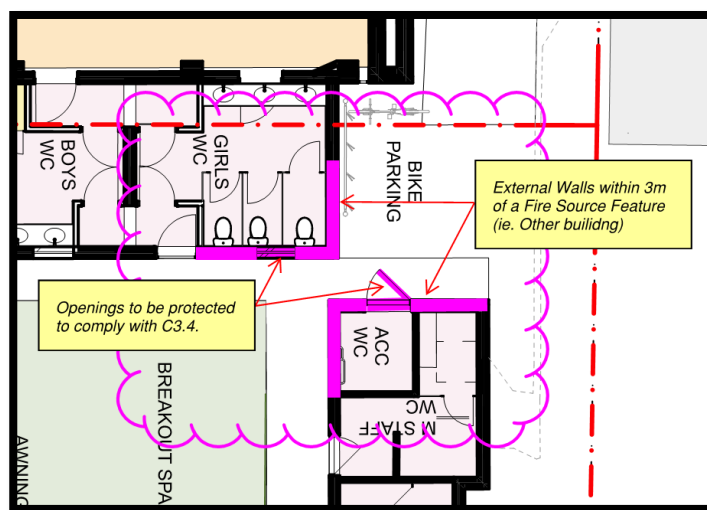 BOYS
WC
GIRLS
WC
BIKE
PARKING
External Walls within 3m
of a Fire Source Feature
(ie. Other builidng)
Openings to be protected
to comply with C3.4.
ACC
WC
M STAFF
WC
BREAKOUT SPA
AWNING